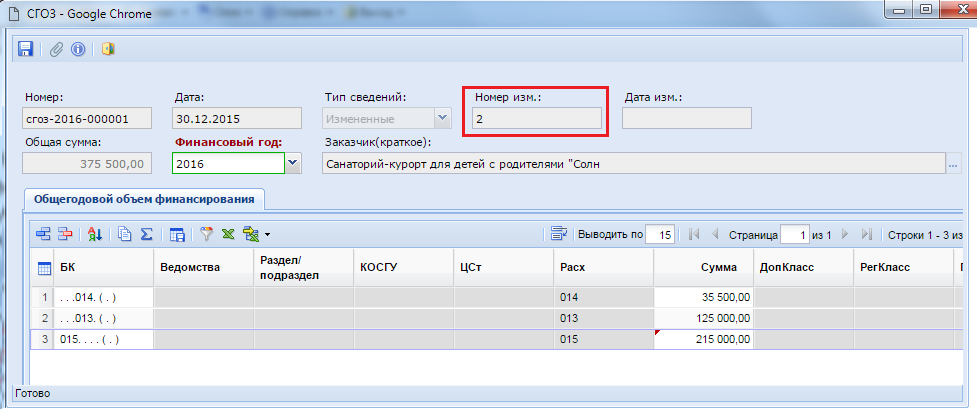 СГОЗ - Google Chrome
Номер: Дата: Тип сведений: Номер изм.: Дата изм.:
сгоз-2016-000001 30.12.2015 Измененные 2
Общая сумма: Финансовый год: Заказчик(краткое):
375 500,00 2016 Санаторий-курорт для детей с родителями "Солн ...
Общегодовой объем финансирования
Выводить по 15 Страница 1 из 1 Строки 1 - 3 из
БК Ведомства Раздел/подраздел КОСГУ ЦСт Расх Сумма ДопКласс РегКласс
1 . . .014. ( . ) 014 35 500,00
2 . . .013. ( . ) 013 125 000,00
3 015. . . . ( . ) 015 215 000,00
Готово